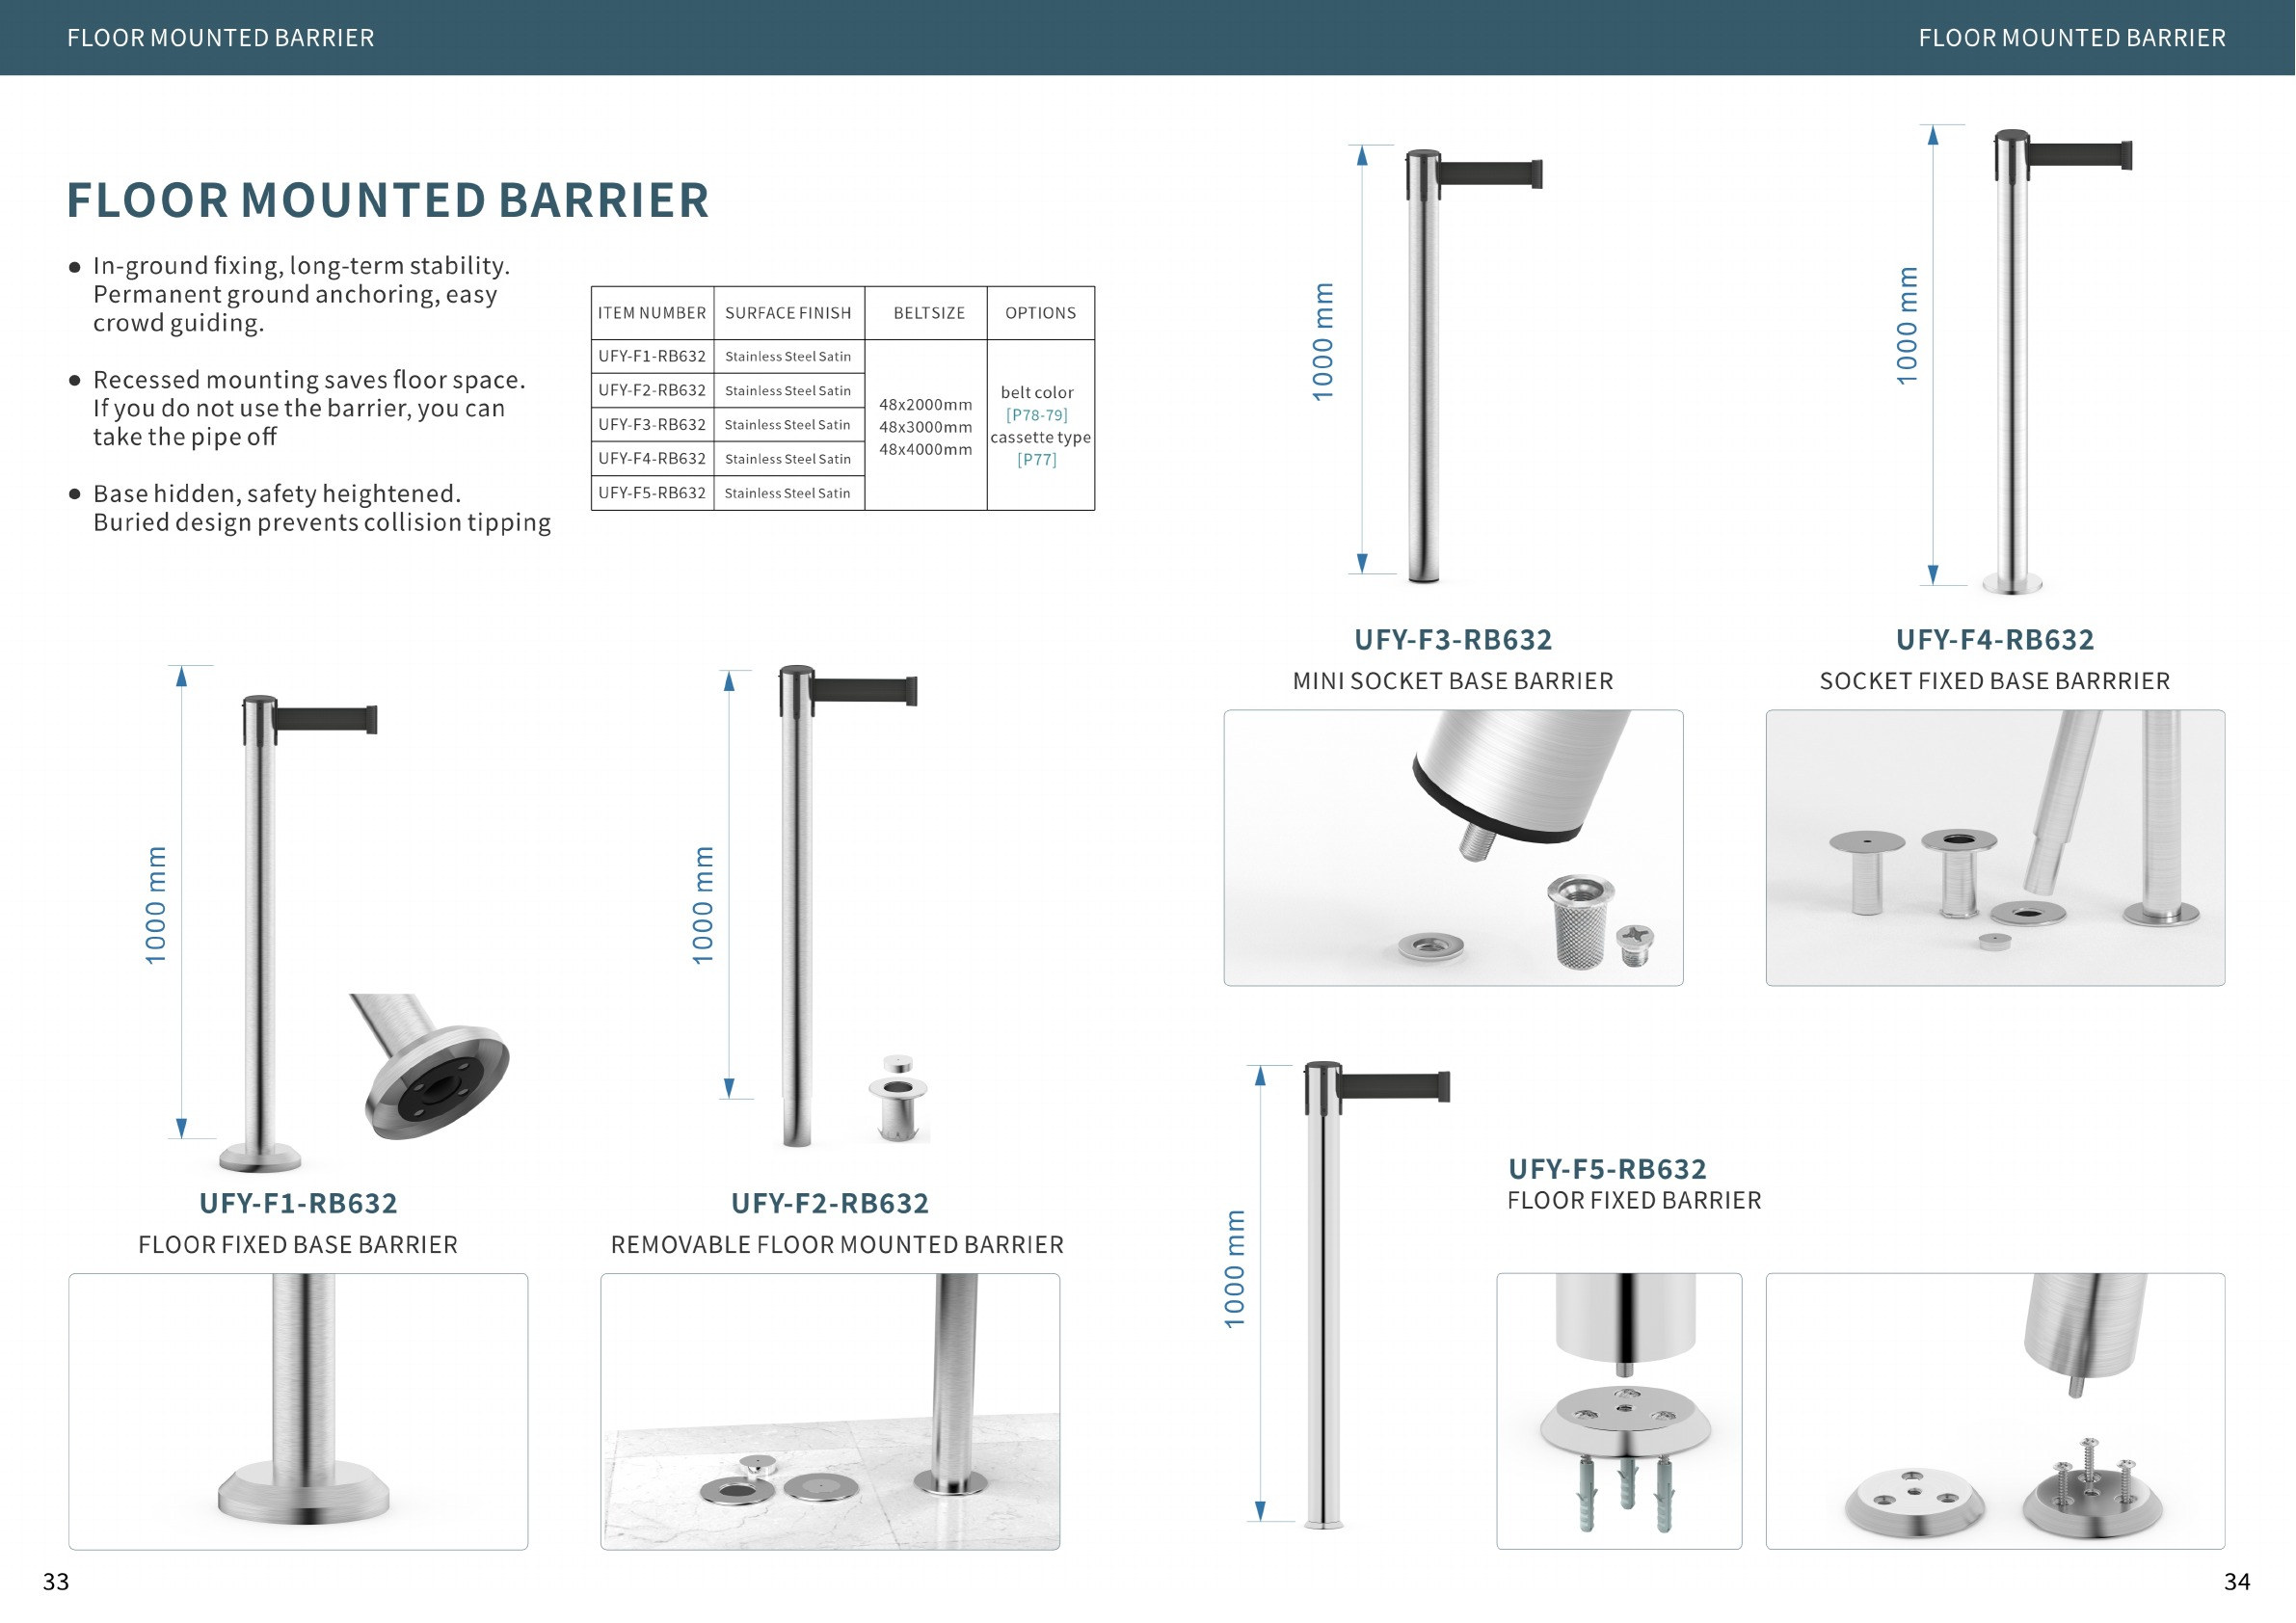 FLOOR MOUNTED BARRIER
FLOOR MOUNTED BARRIER
FLOOR MOUNTED BARRIER
● In-ground fixing, long-term stability.
Permanent ground anchoring, easy
crowd guiding.
● Recessed mounting saves floor space.
If you do not use the barrier, you can
take the pipe off
● Base hidden, safety heightened.
Buried design prevents collision tipping
ITEM NUMBER SURFACE FINISH BELTSIZE OPTIONS
UFY-F1-RB632 Stainless Steel Satin
UFY-F2-RB632 Stainless Steel Satin
UFY-F3-RB632 Stainless Steel Satin
UFY-F4-RB632 Stainless Steel Satin
UFY-F5-RB632 Stainless Steel Satin
48x2000mm
48x3000mm
48x4000mm
belt color
[P78-79]
cassette type
[P77]
1000 mm
UFY-F1-RB632
FLOOR FIXED BASE BARRIER
1000 mm
UFY-F2-RB632
REMOVABLE FLOOR MOUNTED BARRIER
33
1000 mm
UFY-F3-RB632
MINI SOCKET BASE BARRIER
1000 mm
UFY-F4-RB632
SOCKET FIXED BASE BARRRIER
1000 mm
UFY-F5-RB632
FLOOR FIXED BARRIER
34